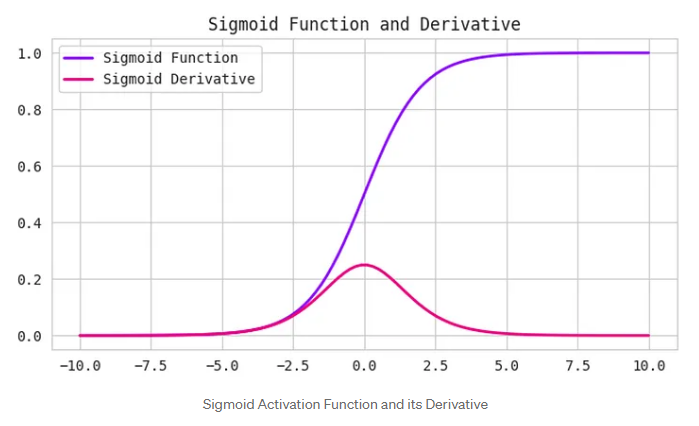 Sigmoid Function and Derivative
Sigmoid Function
Sigmoid Derivative
1.0
0.8
0.6
0.4
0.2
0.0
−10.0 −7.5 −5.0 −2.5 0.0 2.5 5.0 7.5 10.0
Sigmoid Activation Function and its Derivative